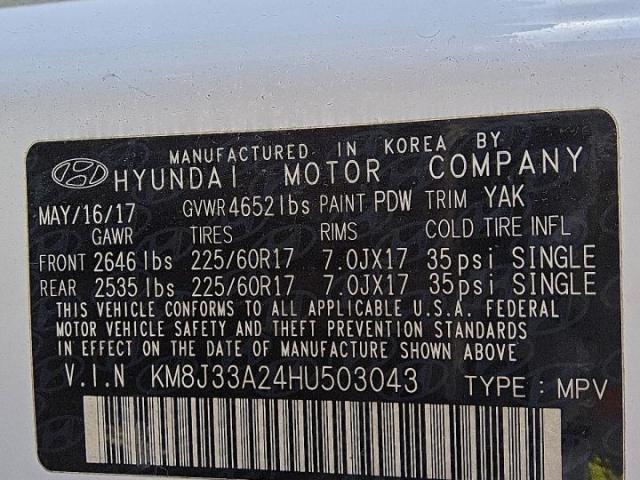 MANUFACTURED IN KOREA BY
HYUNDAI MOTOR COMPANY
MAY/16/17 GVWR 4652lbs PAINT PDW TRIM YAK
GAWR TIRES RIMS COLD TIRE INFL
FRONT 2646 lbs 225/60R17 7.0JX17 35psi SINGLE
REAR 2535 lbs 225/60R17 7.0JX17 35psi SINGLE
THIS VEHICLE CONFORMS TO ALL APPLICABLE U.S.A. FEDERAL
MOTOR VEHICLE SAFETY AND THEFT PREVENTION STANDARDS
IN EFFECT ON THE DATE OF MANUFACTURE SHOWN ABOVE
V.I.N KM8J33A24HU503043 TYPE : MPV